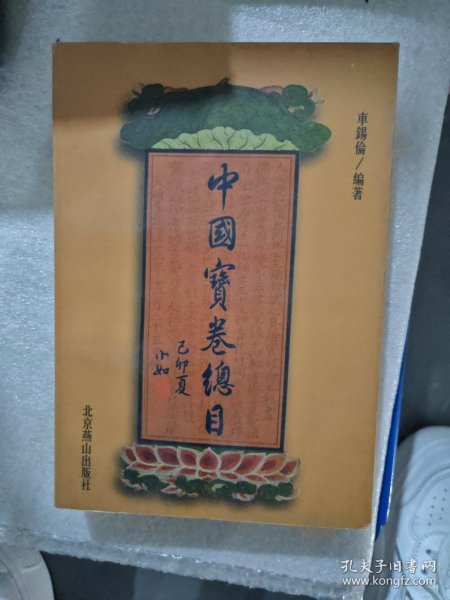 車錫倫/編著
中國寶卷總目
己卯夏
小如
北京燕山出版社
孔夫子旧书网
www.kongfz.com